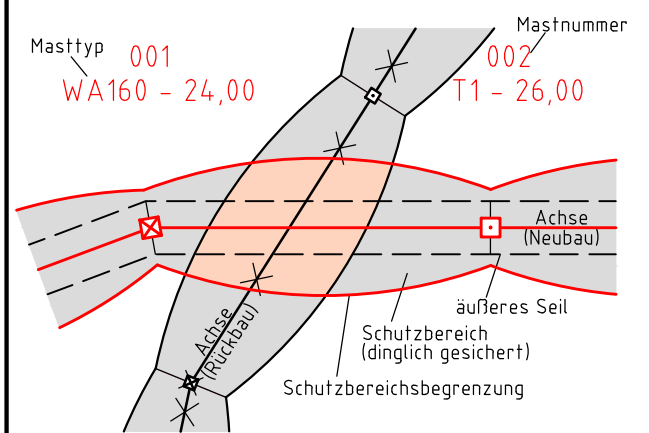 Mastnummer
Masttyp
001
002
WA160 - 24,00
T1 - 26,00
Achse
(Neubau)
äußeres Seil
Achse
(Rückbau)
Schutzbereich
(dinglich gesichert)
Schutzbereichsbegrenzung